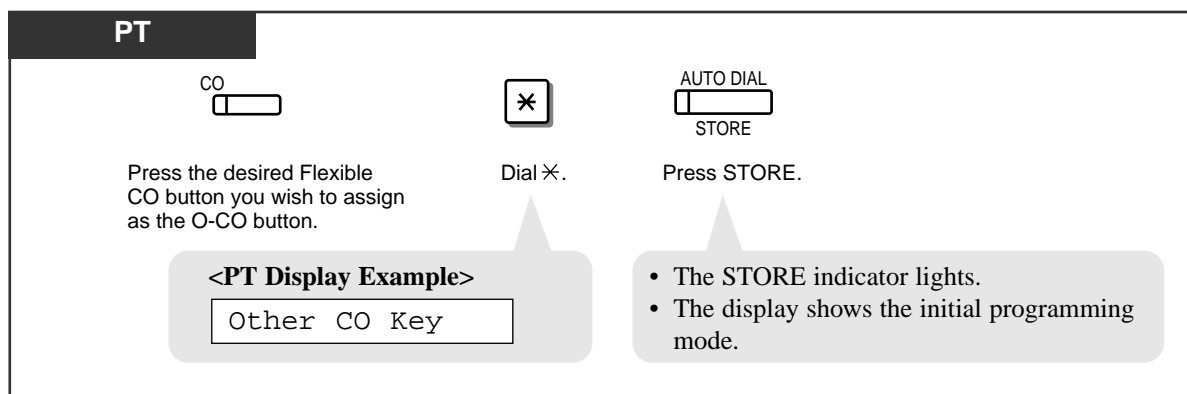 PT
CO
AUTO DIAL
STORE
Press the desired Flexible
CO button you wish to assign
as the O-CO button.
Dial ✳.
Press STORE.
<PT Display Example>
Other CO Key
• The STORE indicator lights.
• The display shows the initial programming
mode.